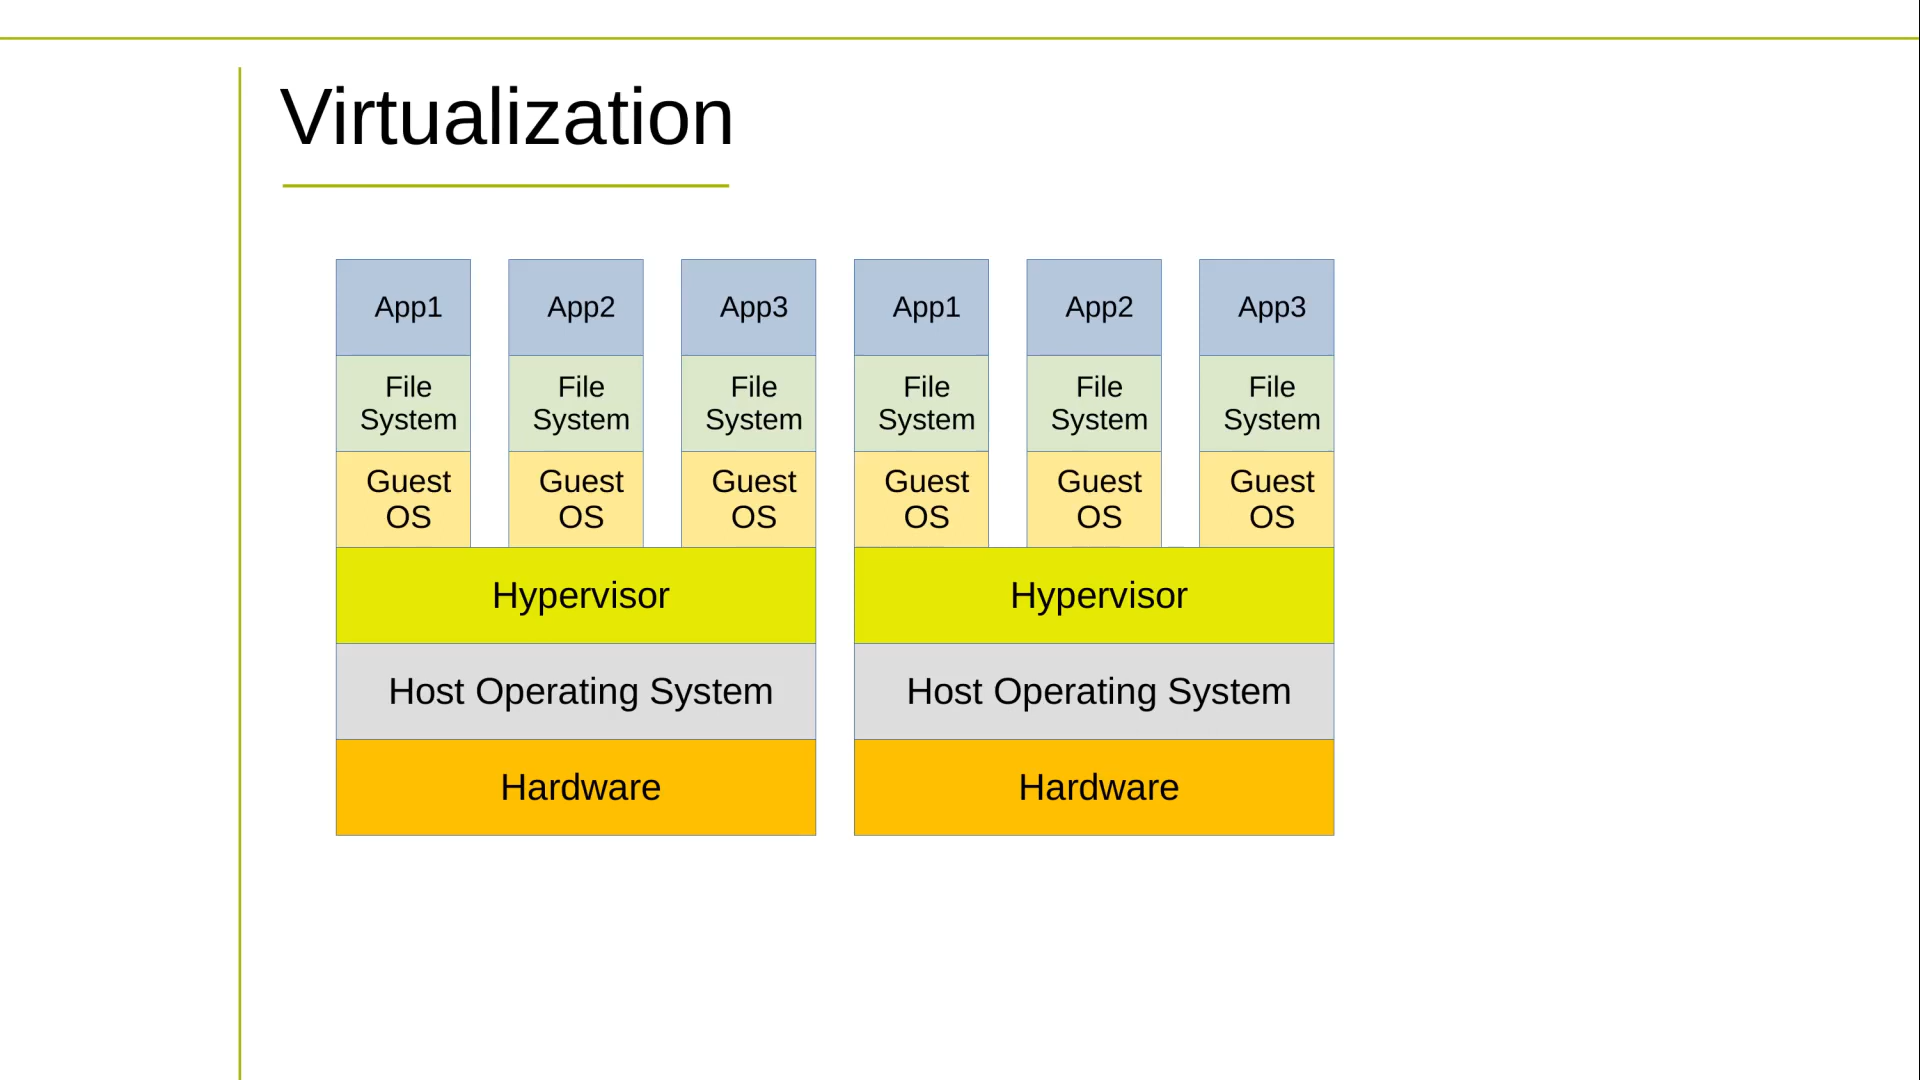 Virtualization
App1 App2 App3 App1 App2 App3
File File File File File File
System System System System System System
Guest Guest Guest Guest Guest Guest
OS OS OS OS OS OS
Hypervisor Hypervisor
Host Operating System Host Operating System
Hardware Hardware